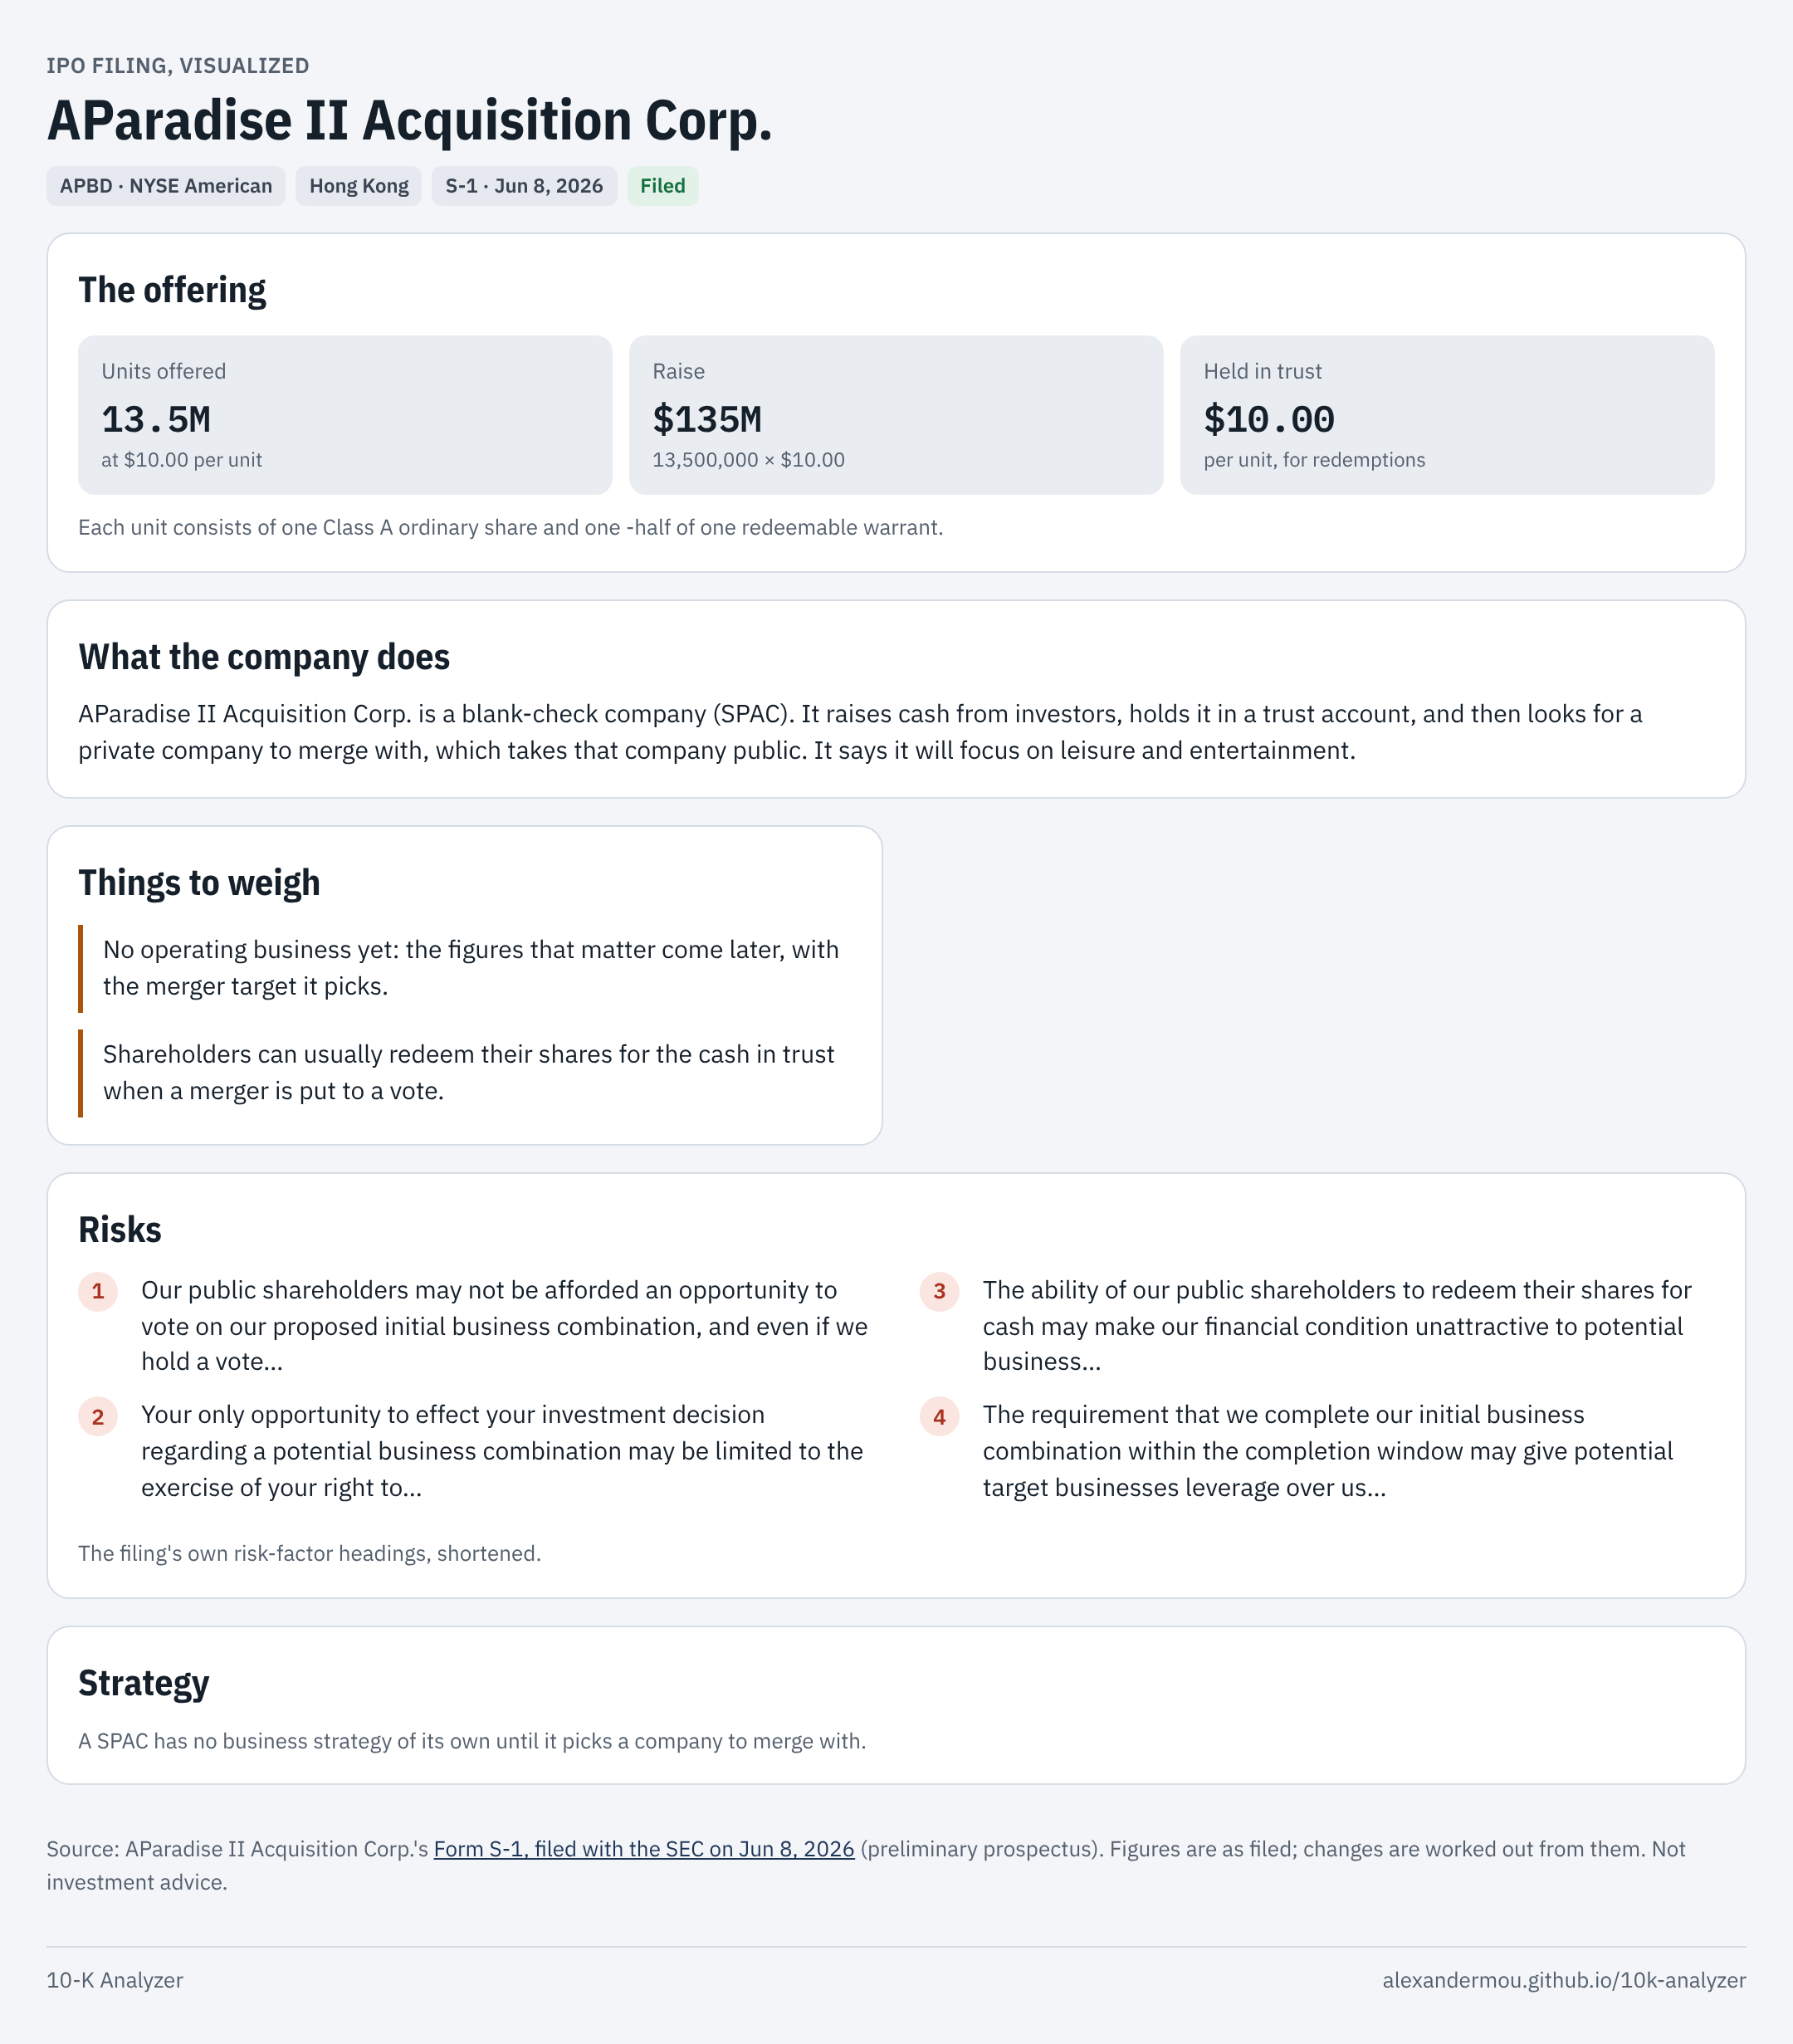 IPO FILING, VISUALIZED
AParadise II Acquisition Corp.
APBD · NYSE American
Hong Kong
S-1 · Jun 8, 2026
Filed
The offering
Units offered
13.5M
at $10.00 per unit
Raise
$135M
13,500,000 × $10.00
Held in trust
$10.00
per unit, for redemptions
Each unit consists of one Class A ordinary share and one -half of one redeemable warrant.
What the company does
AParadise II Acquisition Corp. is a blank-check company (SPAC). It raises cash from investors, holds it in a trust account, and then looks for a
private company to merge with, which takes that company public. It says it will focus on leisure and entertainment.
Things to weigh
No operating business yet: the figures that matter come later, with
the merger target it picks.
Shareholders can usually redeem their shares for the cash in trust
when a merger is put to a vote.
Risks
1
Our public shareholders may not be afforded an opportunity to
vote on our proposed initial business combination, and even if we
hold a vote...
2
Your only opportunity to effect your investment decision
regarding a potential business combination may be limited to the
exercise of your right to...
3
The ability of our public shareholders to redeem their shares for
cash may make our financial condition unattractive to potential
business...
4
The requirement that we complete our initial business
combination within the completion window may give potential
target businesses leverage over us...
The filing's own risk-factor headings, shortened.
Strategy
A SPAC has no business strategy of its own until it picks a company to merge with.
Source: AParadise II Acquisition Corp.'s Form S-1, filed with the SEC on Jun 8, 2026 (preliminary prospectus). Figures are as filed; changes are worked out from them. Not
investment advice.
10-K Analyzer
alexandermou.github.io/10k-analyzer